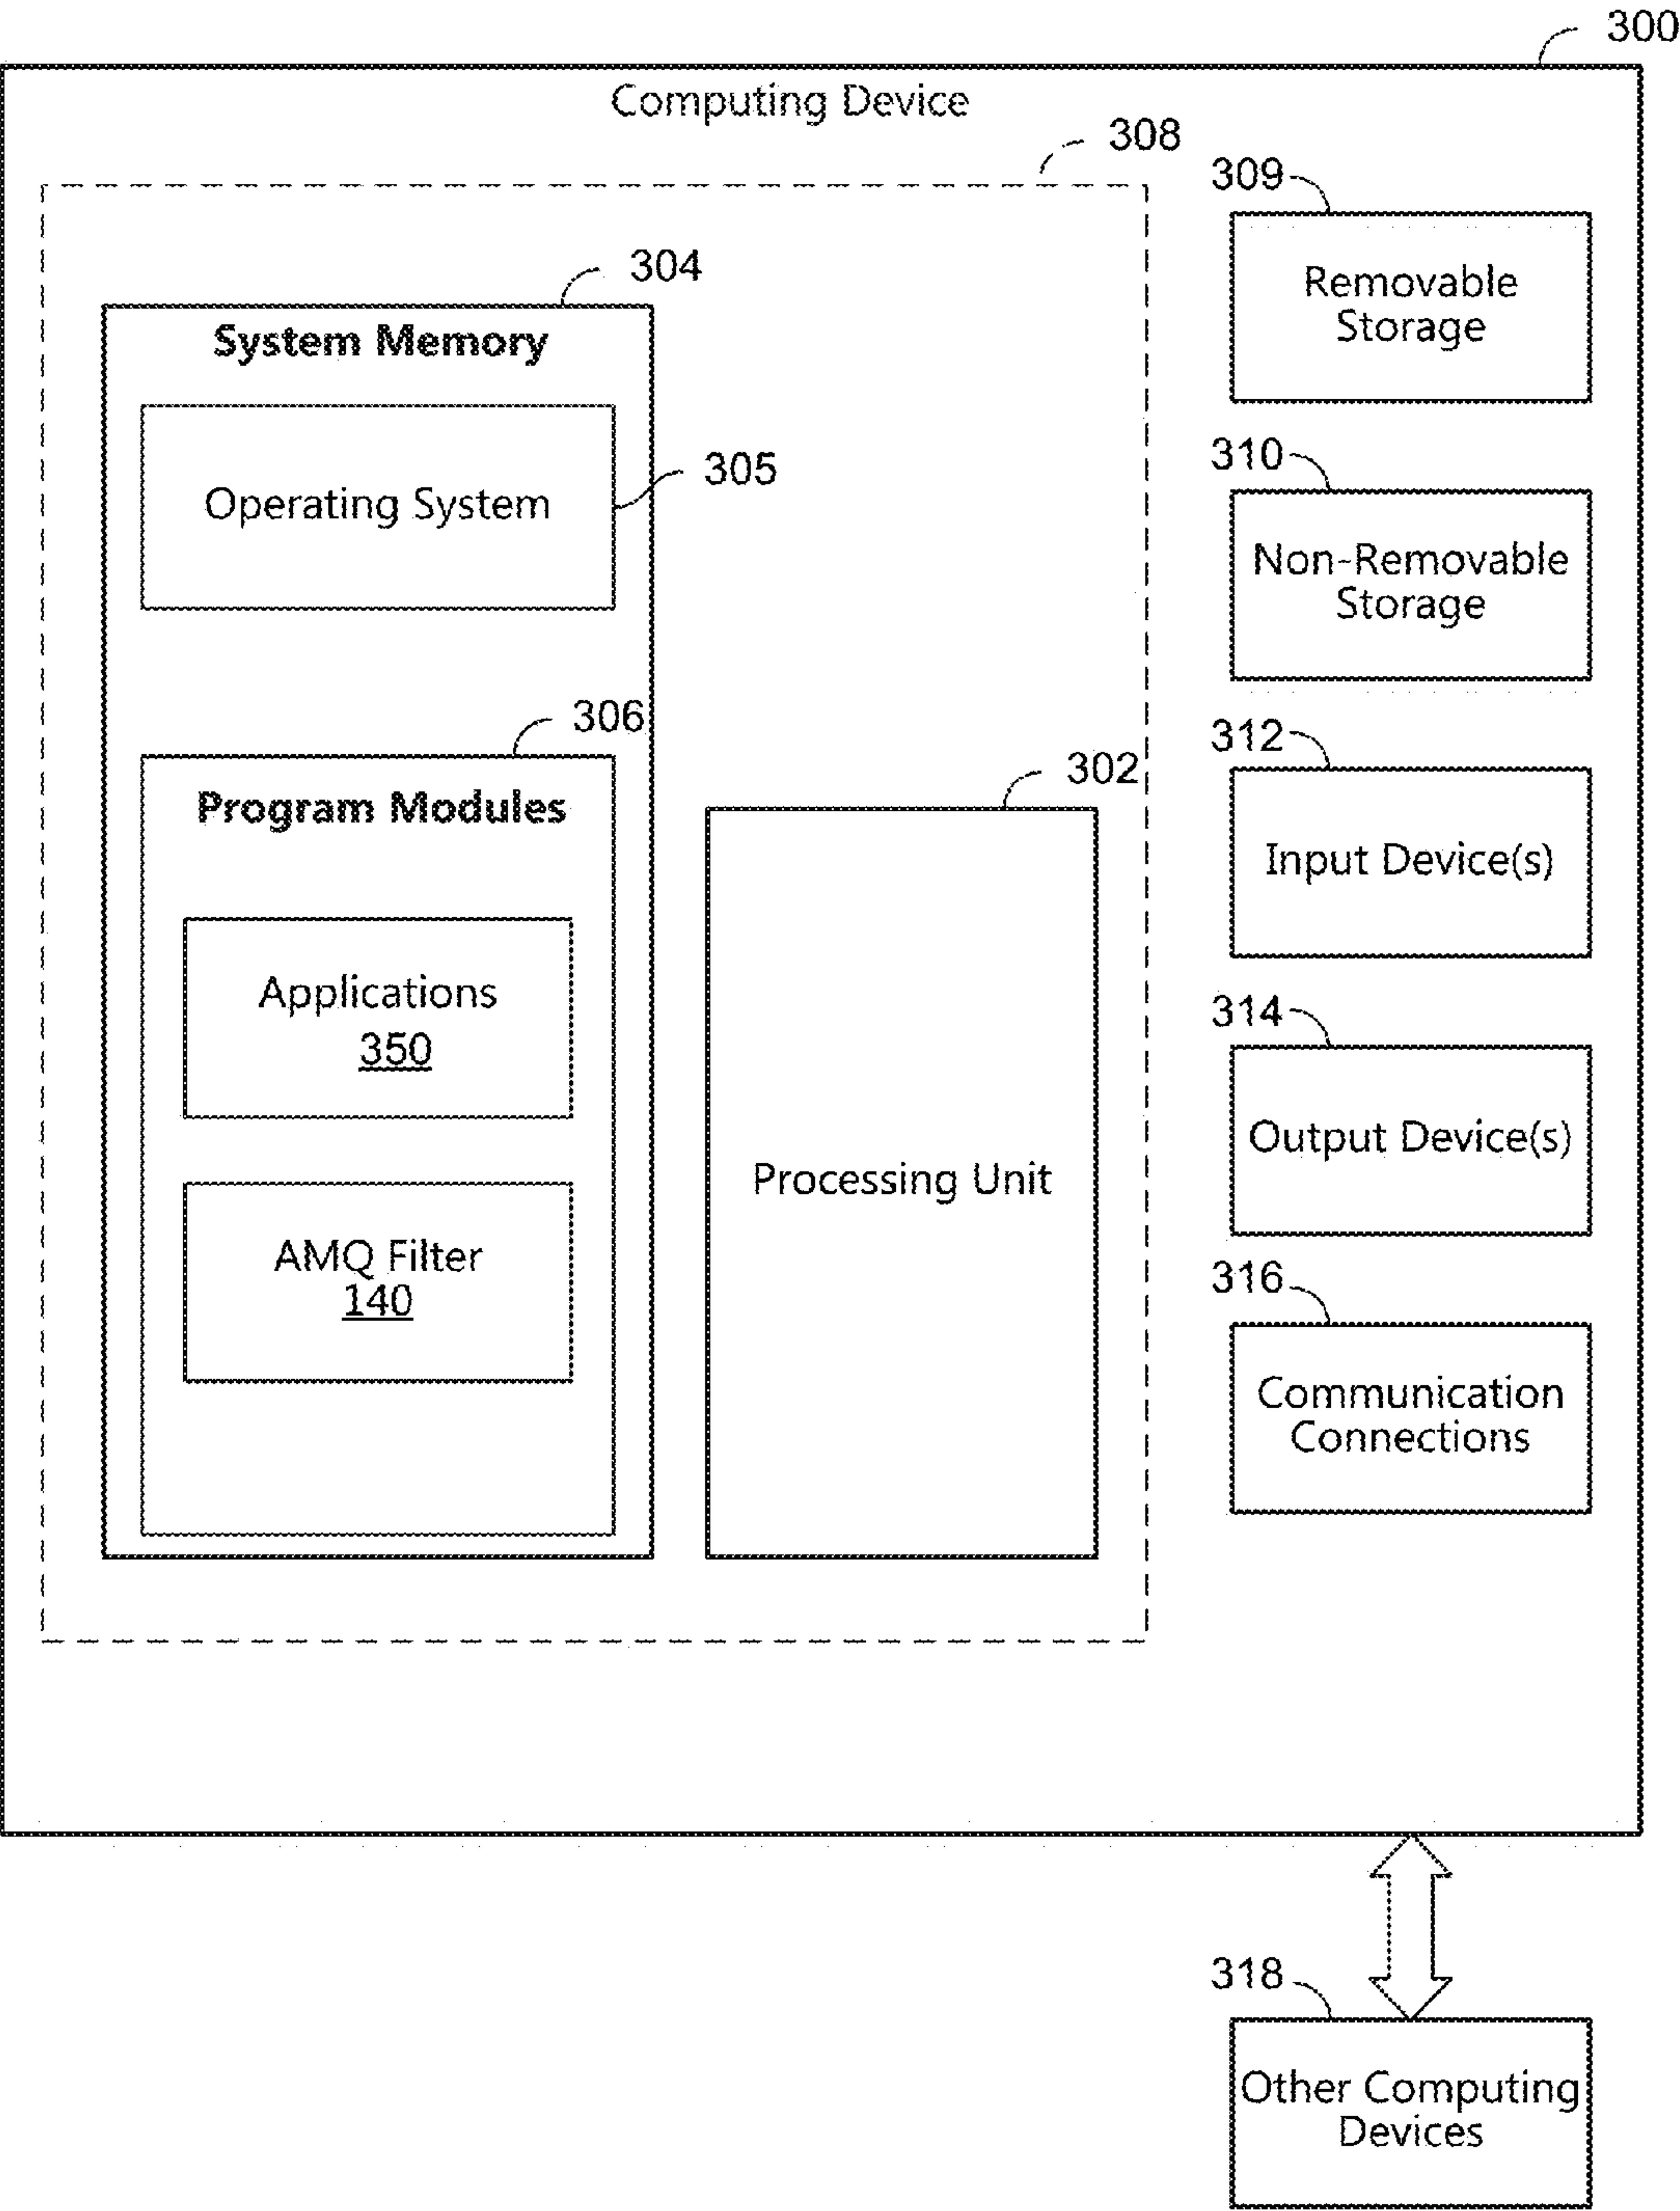 300
Computing Device
308
309
Removable
Storage
304
System Memory
Operating System
305
310
Non-Removable
Storage
306
Program Modules
302
312
Input Device(s)
Applications
350
Processing Unit
314
Output Device(s)
AMQ Filter
140
316
Communication
Connections
318
Other Computing
Devices